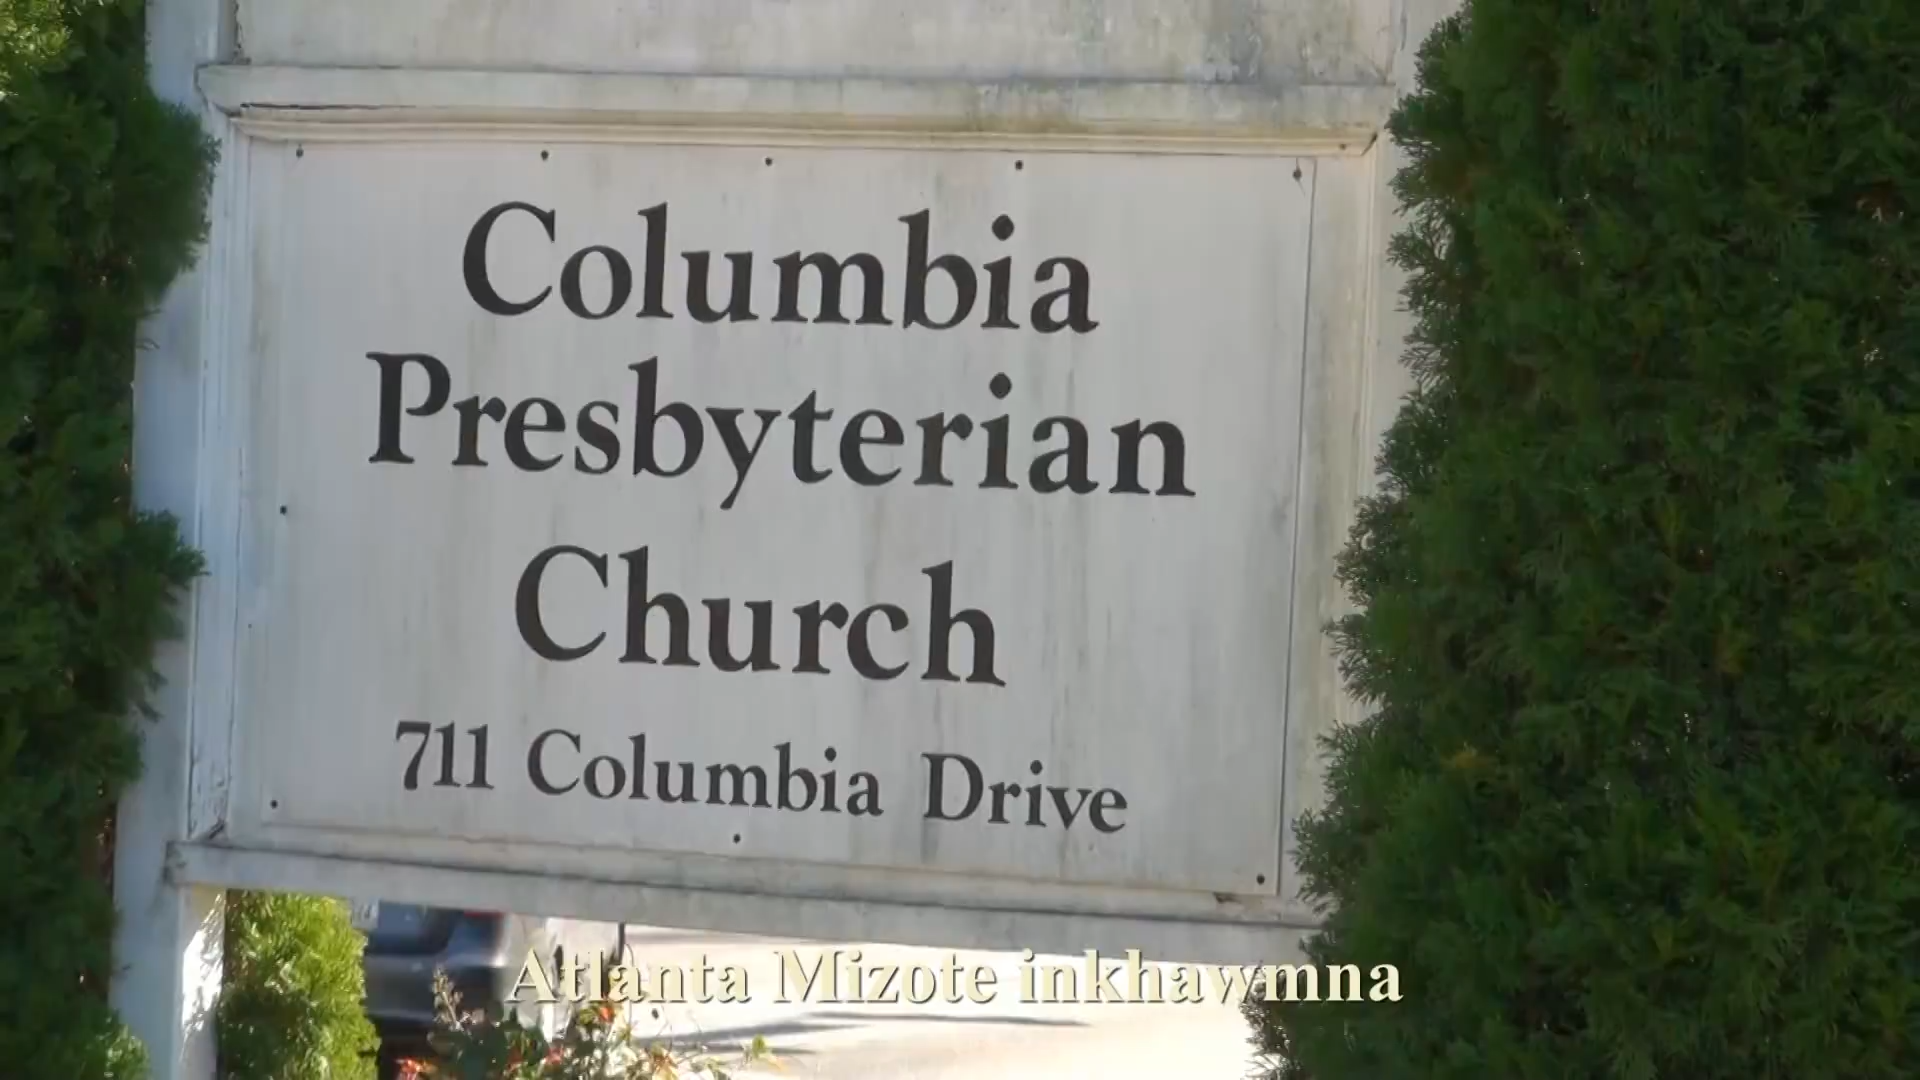 Columbia
Presbyterian
Church
711 Columbia Drive
Atlanta Mizote inkhawmna